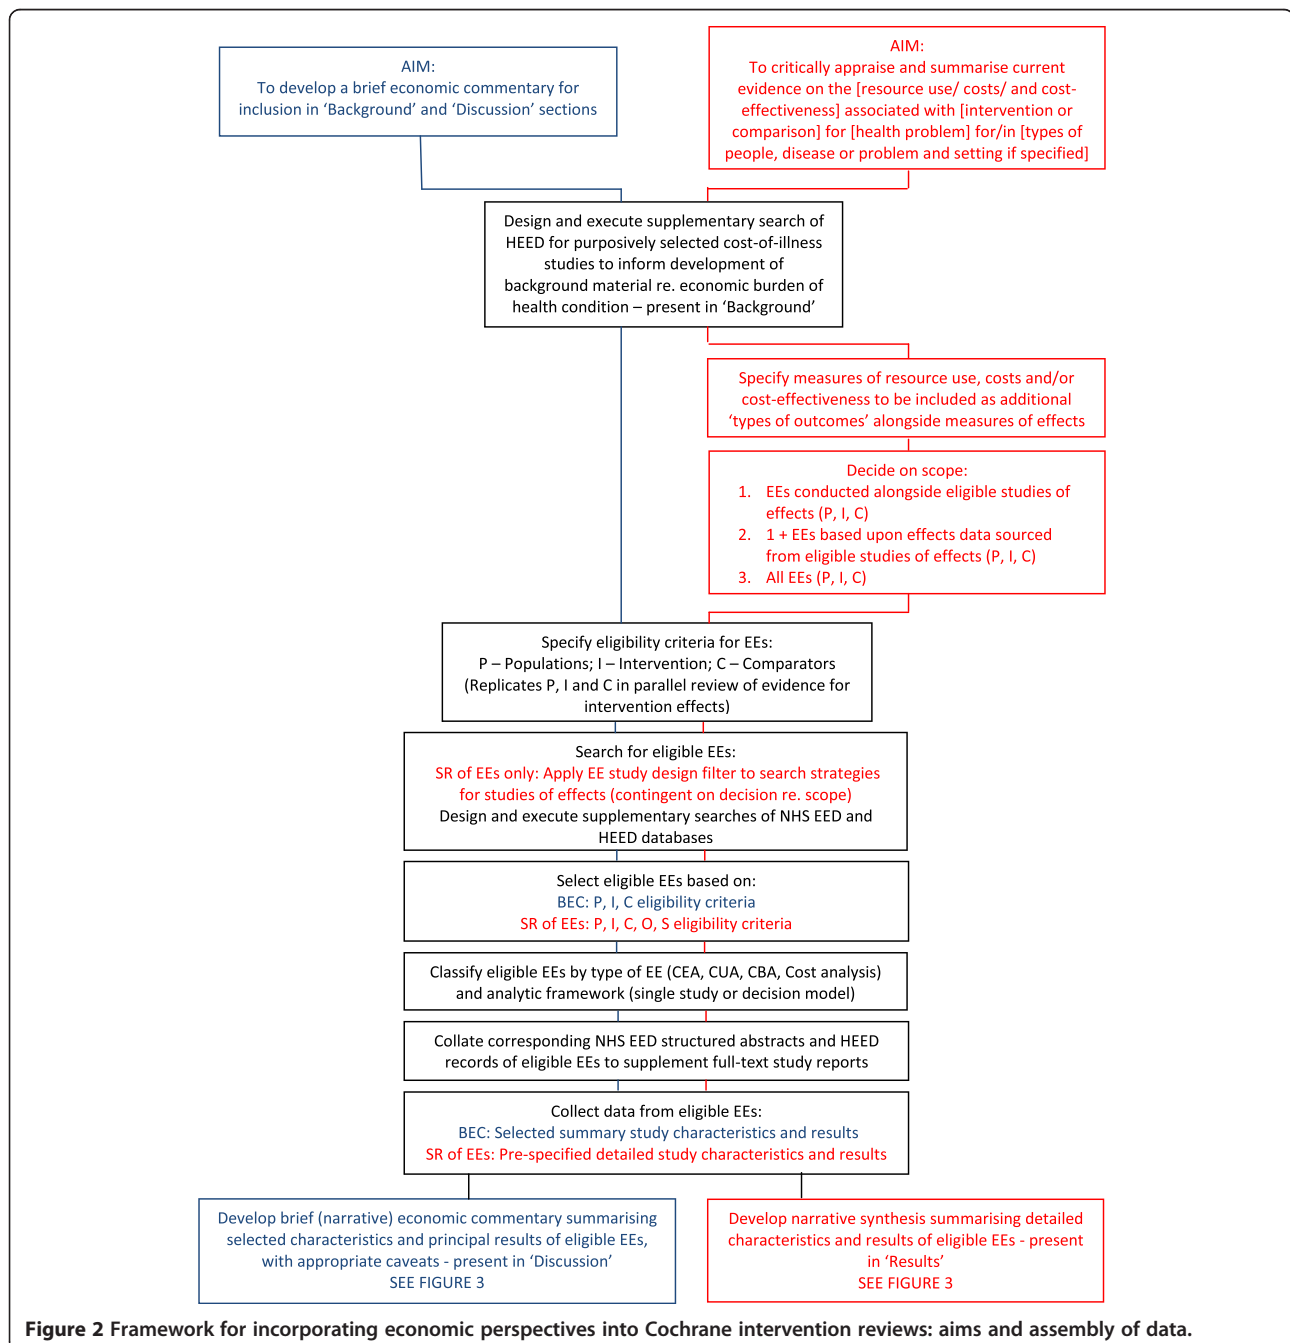 AIM:
To develop a brief economic commentary for
inclusion in ‘Background’ and ‘Discussion’ sections
AIM:
To critically appraise and summarise current
evidence on the [resource use/ costs/ and cost-
effectiveness] associated with [intervention or
comparison] for [health problem] for/in [types of
people, disease or problem and setting if specified]
Design and execute supplementary search of
HEED for purposively selected cost-of-illness
studies to inform development of
background material re. economic burden of
health condition – present in ‘Background’
Specify measures of resource use, costs and/or
cost-effectiveness to be included as additional
‘types of outcomes’ alongside measures of effects
Decide on scope:
1. EEs conducted alongside eligible studies of
effects (P, I, C)
2. 1 + EEs based upon effects data sourced
from eligible studies of effects (P, I, C)
3. All EEs (P, I, C)
Specify eligibility criteria for EEs:
P – Populations; I – Intervention; C – Comparators
(Replicates P, I and C in parallel review of evidence for
intervention effects)
Search for eligible EEs:
SR of EEs only: Apply EE study design filter to search strategies
for studies of effects (contingent on decision re. scope)
Design and execute supplementary searches of NHS EED and
HEED databases
Select eligible EEs based on:
BEC: P, I, C eligibility criteria
SR of EEs: P, I, C, O, S eligibility criteria
Classify eligible EEs by type of EE (CEA, CUA, CBA, Cost analysis)
and analytic framework (single study or decision model)
Collate corresponding NHS EED structured abstracts and HEED
records of eligible EEs to supplement full-text study reports
Collect data from eligible EEs:
BEC: Selected summary study characteristics and results
SR of EEs: Pre-specified detailed study characteristics and results
Develop brief (narrative) economic commentary summarising
selected characteristics and principal results of eligible EEs,
with appropriate caveats - present in ‘Discussion’
SEE FIGURE 3
Develop narrative synthesis summarising detailed
characteristics and results of eligible EEs - present
in ‘Results’
SEE FIGURE 3
Figure 2 Framework for incorporating economic perspectives into Cochrane intervention reviews: aims and assembly of data.